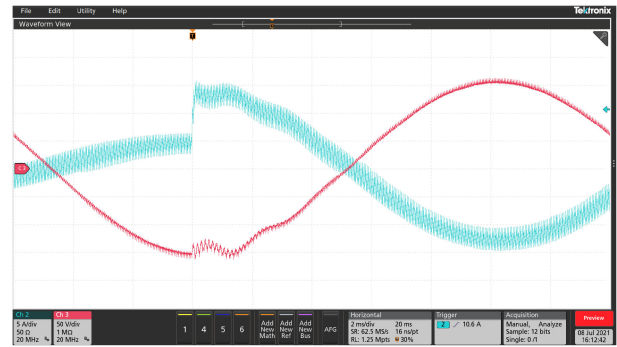 File Edit Utility Help
Tektronix
Waveform View
T
C 3
Ch 2
5 A/div
50 Ω
20 MHz
Ch 3
50 V/div
1 MΩ
20 MHz
1 4 5 6
Add New Math
Add New Ref
Add New Bus
AFG
Horizontal
2 ms/div 20 ms
SR: 62.5 MS/s 16 ns/pt
RL: 1.25 Mpts 30%
Trigger
2 10.6 A
Acquisition
Manual, Analyze
Sample: 12 bits
Single: 0 /1
Preview
08 Jul 2021
16:12:42